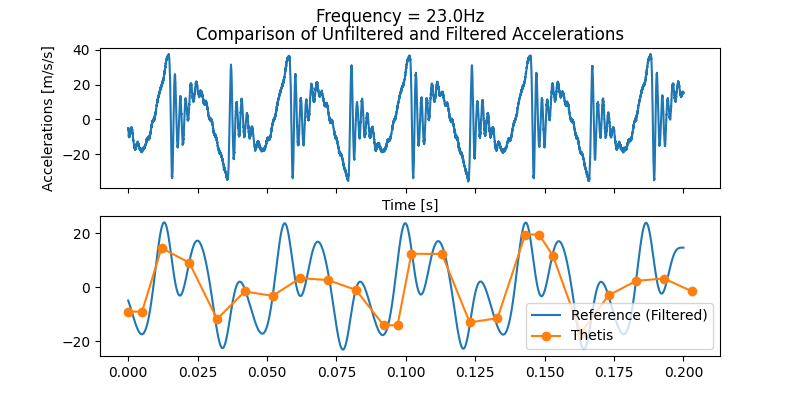 Frequency = 23.0Hz
Comparison of Unfiltered and Filtered Accelerations
Accelerations [m/s/s]
40
20
0
−20
Time [s]
20
0
−20
Reference (Filtered)
Thetis
0.000 0.025 0.050 0.075 0.100 0.125 0.150 0.175 0.200